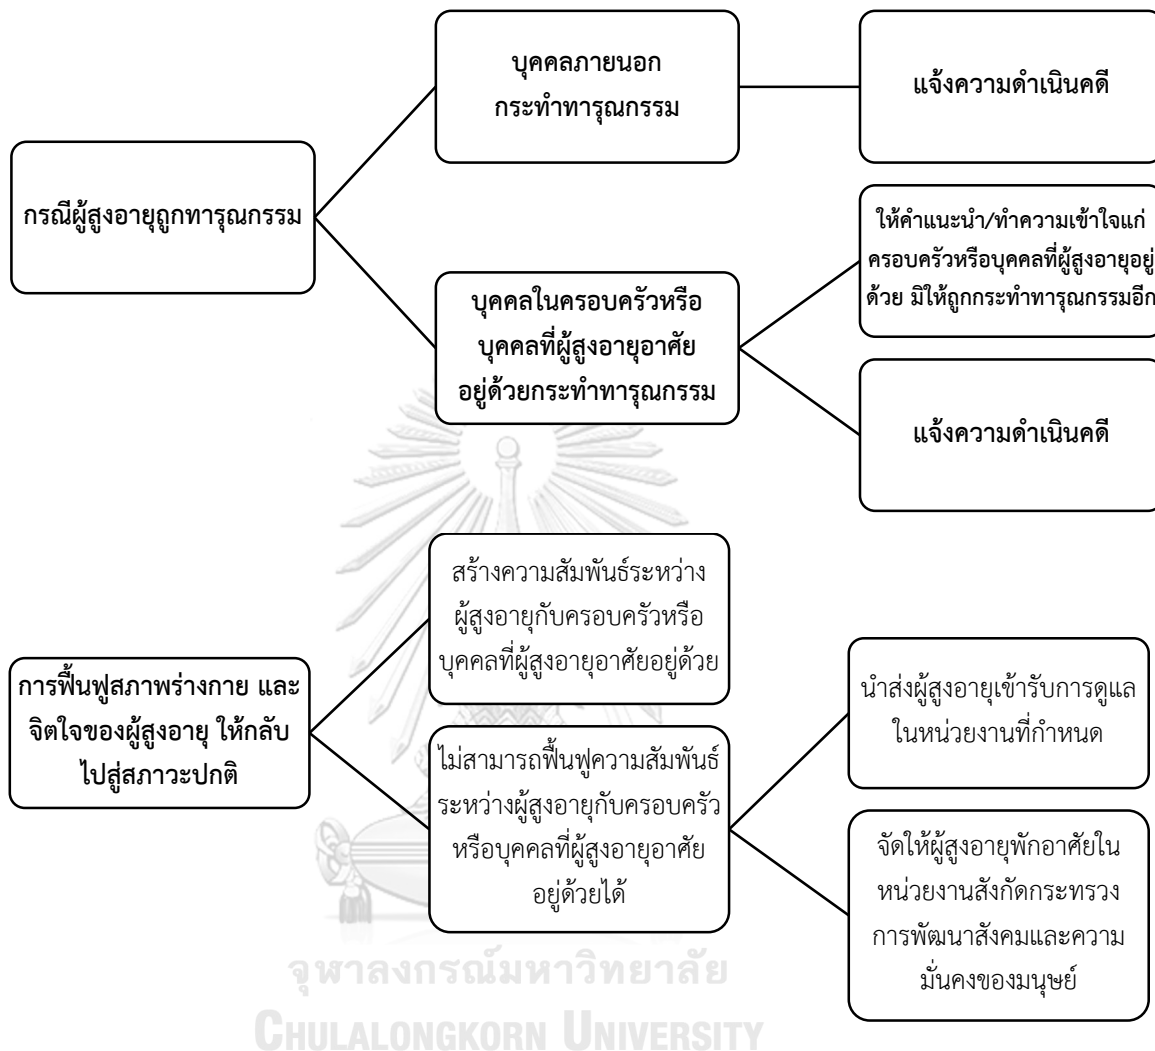 บุคคลภายนอก
กระทำทารุณกรรม
แจ้งความดำเนินคดี
กรณีผู้สูงอายุถูกทารุณกรรม
ให้คำแนะนำ/ทำความเข้าใจแก่
ครอบครัวหรือบุคคลที่ผู้สูงอายุอยู่
ด้วย มิให้ถูกกระทำทารุณกรรมอีก
บุคคลในครอบครัวหรือ
บุคคลที่ผู้สูงอายุอาศัย
อยู่ด้วยกระทำทารุณกรรม
แจ้งความดำเนินคดี
สร้างความสัมพันธ์ระหว่าง
ผู้สูงอายุกับครอบครัวหรือ
บุคคลที่ผู้สูงอายุอาศัยอยู่ด้วย
การฟื้นฟูสภาพร่างกาย และ
จิตใจของผู้สูงอายุ ให้กลับ
ไปสู่สภาวะปกติ
นำส่งผู้สูงอายุเข้ารับการดูแล
ในหน่วยงานที่กำหนด
ไม่สามารถฟื้นฟูความสัมพันธ์
ระหว่างผู้สูงอายุกับครอบครัว
หรือบุคคลที่ผู้สูงอายุอาศัย
อยู่ด้วยได้
จัดให้ผู้สูงอายุพักอาศัยใน
หน่วยงานสังกัดกระทรวง
การพัฒนาสังคมและความ
มั่นคงของมนุษย์
จุฬาลงกรณ์มหาวิทยาลัย
CHULALONGKORN UNIVERSITY